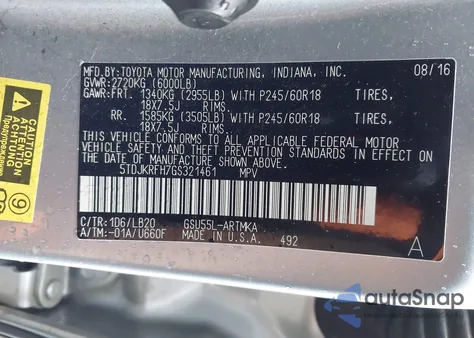 MFD. BY: TOYOTA MOTOR MANUFACTURING, INDIANA, INC. 08/16
GVWR: 2720KG (6000LB)
GAWR: FRT. 1340KG (2955LB) WITH P245/60R18 TIRES,
18X7.5J RIMS,
RR. 1585KG (3505LB) WITH P245/60R18 TIRES,
18X7.5J RIMS,
THIS VEHICLE CONFORMS TO ALL APPLICABLE FEDERAL MOTOR
VEHICLE SAFETY, BUMPER, AND THEFT PREVENTION STANDARDS IN EFFECT
ON THE DATE OF MANUFACTURE SHOWN ABOVE.
5TDJKRFH7GS321461 MPV
C/TR: 1D6/LB20 GSU55L-ARTMKA
A/TM: -01A/U660F MADE IN U.S.A. 492
A
9
autoSnap